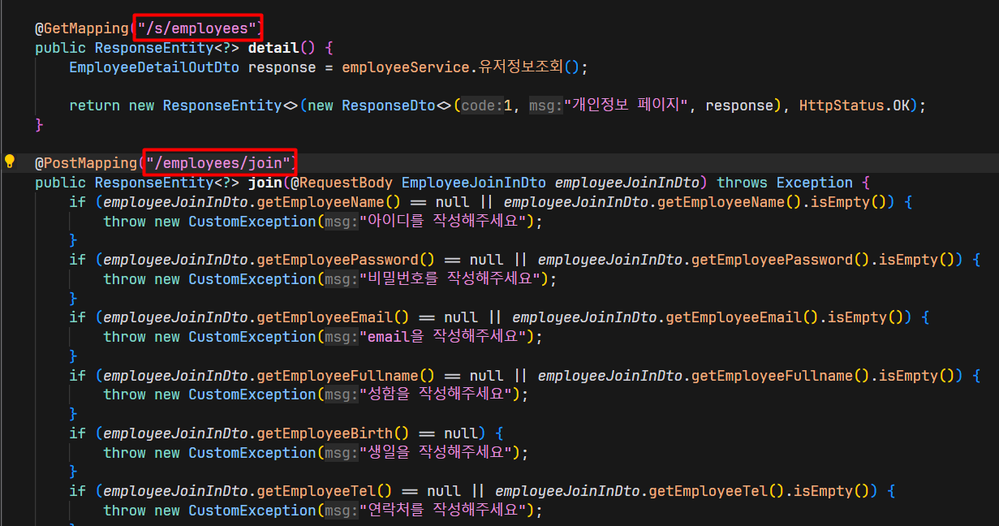 @GetMapping("/s/employees")
public ResponseEntity<?> detail() {
EmployeeDetailOutDto response = employeeService.유저정보조회();
return new ResponseEntity<>(new ResponseDto<>(code:1, msg:"개인정보 페이지", response), HttpStatus.OK);
}
@PostMapping("/employees/join")
public ResponseEntity<?> join(@RequestBody EmployeeJoinInDto employeeJoinInDto) throws Exception {
if (employeeJoinInDto.getEmployeeName() == null || employeeJoinInDto.getEmployeeName().isEmpty()) {
throw new CustomException(msg:"아이디를 작성해주세요");
}
if (employeeJoinInDto.getEmployeePassword() == null || employeeJoinInDto.getEmployeePassword().isEmpty()) {
throw new CustomException(msg:"비밀번호를 작성해주세요");
}
if (employeeJoinInDto.getEmployeeEmail() == null || employeeJoinInDto.getEmployeeEmail().isEmpty()) {
throw new CustomException(msg:"email을 작성해주세요");
}
if (employeeJoinInDto.getEmployeeFullname() == null || employeeJoinInDto.getEmployeeFullname().isEmpty()) {
throw new CustomException(msg:"성함을 작성해주세요");
}
if (employeeJoinInDto.getEmployeeBirth() == null) {
throw new CustomException(msg:"생일을 작성해주세요");
}
if (employeeJoinInDto.getEmployeeTel() == null || employeeJoinInDto.getEmployeeTel().isEmpty()) {
throw new CustomException(msg:"연락처를 작성해주세요");